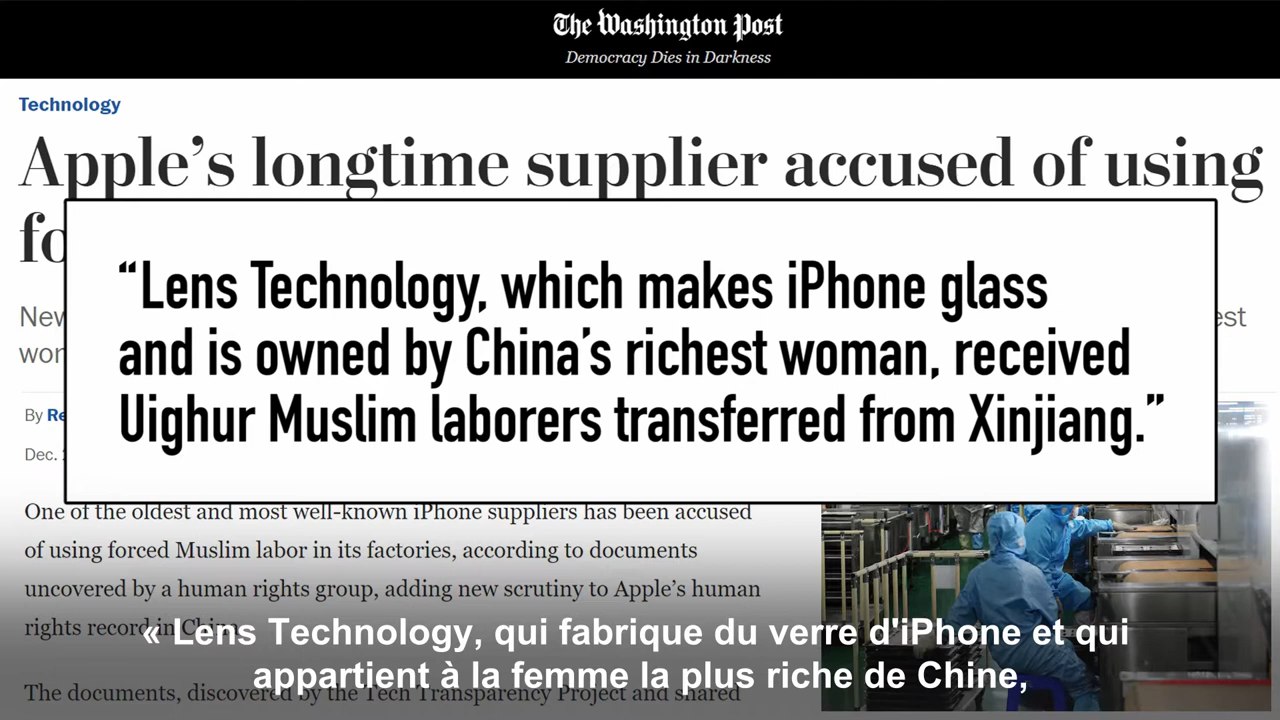 The Washington Post
Democracy Dies in Darkness
Technology
Apple’s longtime supplier accused of using
fo
“Lens Technology, which makes iPhone glass
and is owned by China’s richest woman, received
Uighur Muslim laborers transferred from Xinjiang.”
New
est
wom
By Re
Dec.
One of the oldest and most well-known iPhone suppliers has been accused
of using forced Muslim labor in its factories, according to documents
uncovered by a human rights group, adding new scrutiny to Apple’s human
rights record in China.
The documents, discovered by the Tech Transparency Project and shared
« Lens Technology, qui fabrique du verre d'iPhone et qui
appartient à la femme la plus riche de Chine,